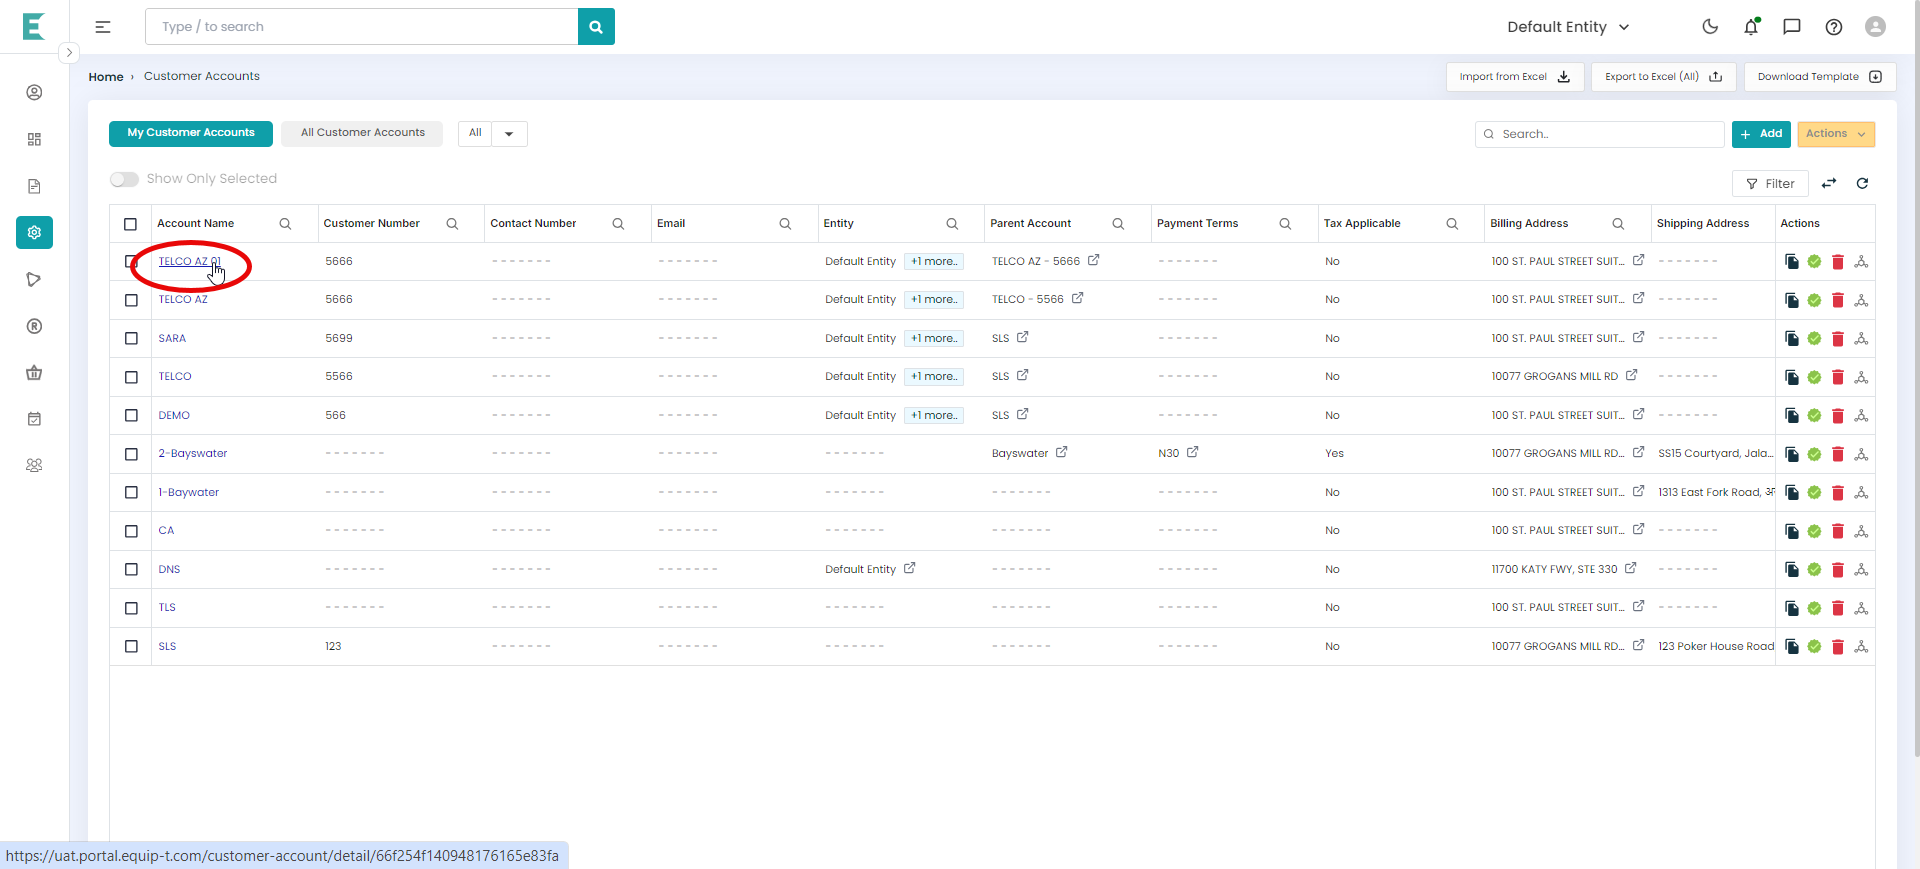 Type / to search
Default Entity
Home › Customer Accounts
Import from Excel
Export to Excel (All)
Download Template
My Customer Accounts
All Customer Accounts
All
Search..
+ Add
Actions
Show Only Selected
Filter
Account Name Customer Number Contact Number Email Entity Parent Account Payment Terms Tax Applicable Billing Address Shipping Address Actions
TELCO AZ 01 5666 ------- ------- Default Entity +1 more.. TELCO AZ - 5666 ------- No 100 ST. PAUL STREET SUIT... -------
TELCO AZ 5666 ------- ------- Default Entity +1 more.. TELCO - 5566 ------- No 100 ST. PAUL STREET SUIT... -------
SARA 5699 ------- ------- Default Entity +1 more.. SLS ------- No 100 ST. PAUL STREET SUIT... -------
TELCO 5566 ------- ------- Default Entity +1 more.. SLS ------- No 10077 GROGANS MILL RD -------
DEMO 566 ------- ------- Default Entity +1 more.. SLS ------- No 100 ST. PAUL STREET SUIT... -------
2-Bayswater ------- ------- ------- ------- Bayswater N30 Yes 10077 GROGANS MILL RD... SS15 Courtyard, Jala...
1-Baywater ------- ------- ------- ------- ------- ------- No 100 ST. PAUL STREET SUIT... 1313 East Fork Road,
CA ------- ------- ------- ------- ------- ------- No 100 ST. PAUL STREET SUIT... -------
DNS ------- ------- ------- Default Entity ------- ------- No 11700 KATY FWY, STE 330 -------
TLS ------- ------- ------- ------- ------- ------- No 100 ST. PAUL STREET SUIT... -------
SLS 123 ------- ------- ------- ------- ------- No 10077 GROGANS MILL RD... 123 Poker House Road
https://uat.portal.equip-t.com/customer-account/detail/66f254f140948176165e83fa